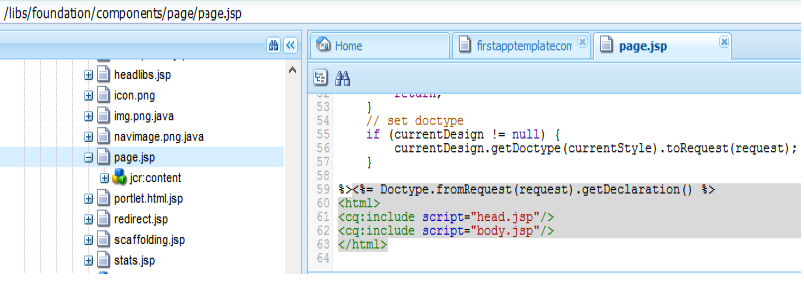 /libs/foundation/components/page/page.jsp
headlibs.jsp
icon.png
img.png.java
navimage.png.java
page.jsp
jcr:content
portlet.html.jsp
redirect.jsp
scaffolding.jsp
stats.jsp
Home
firstapptemplatecom
page.jsp
52 return;
53 }
54 // set doctype
55 if (currentDesign != null) {
56 currentDesign.getDoctype(currentStyle).toRequest(request);
57 }
58
59 %><%= Doctype.fromRequest(request).getDeclaration() %>
60 <html>
61 <cq:include script="head.jsp"/>
62 <cq:include script="body.jsp"/>
63 </html>
64